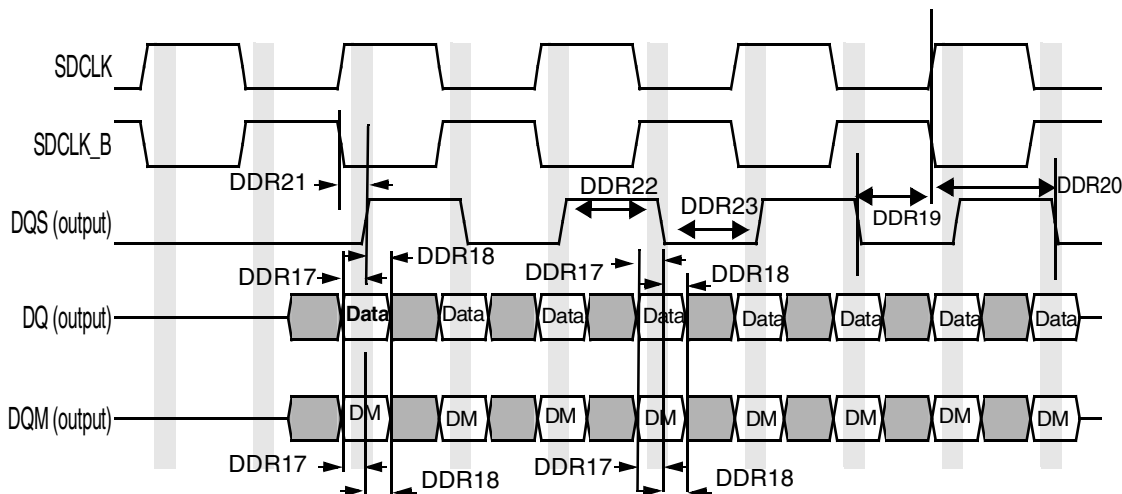 SDCLK
SDCLK_B
DDR21
DDR22
DDR20
DDR23
DDR19
DQS (output)
DDR18
DDR17
DDR17
DDR18
DQ (output)
Data Data Data Data Data Data Data Data
DQM (output)
DM DM DM DM DM DM DM DM
DDR17
DDR18
DDR17
DDR18